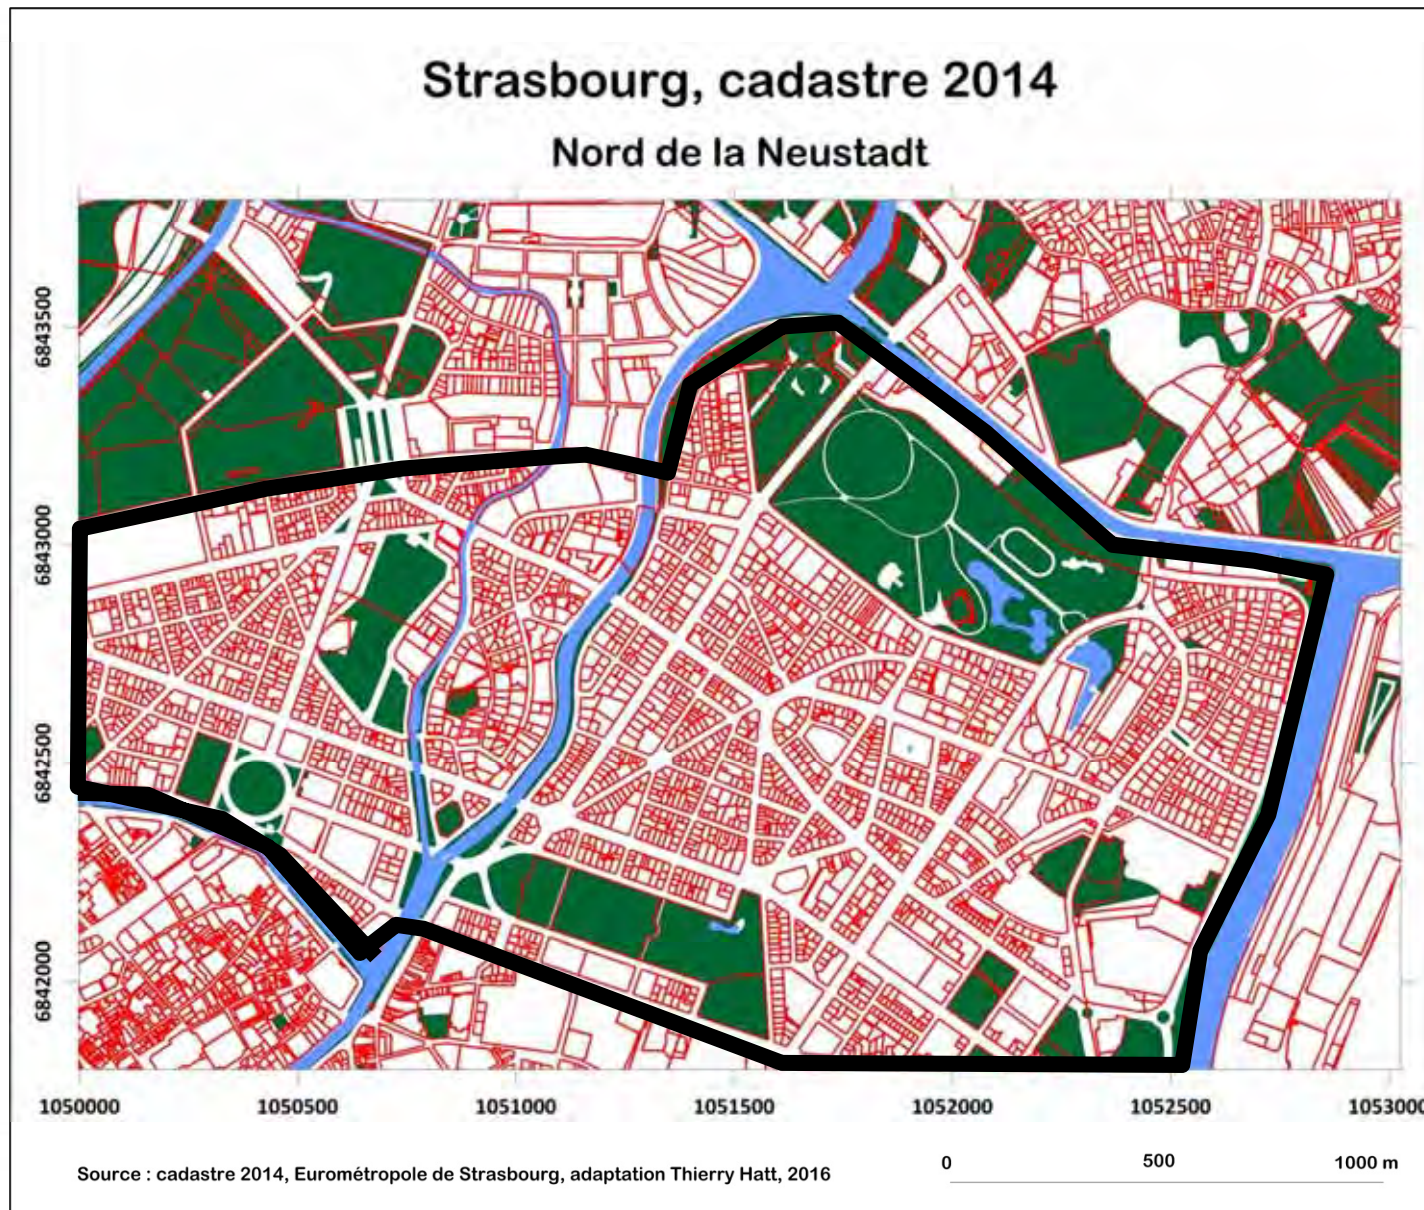 Strasbourg, cadastre 2014
Nord de la Neustadt
6843500
6843000
6842500
6842000
1050000 1050500 1051000 1051500 1052000 1052500 1053000
0 500 1000 m
Source : cadastre 2014, Eurométropole de Strasbourg, adaptation Thierry Hatt, 2016